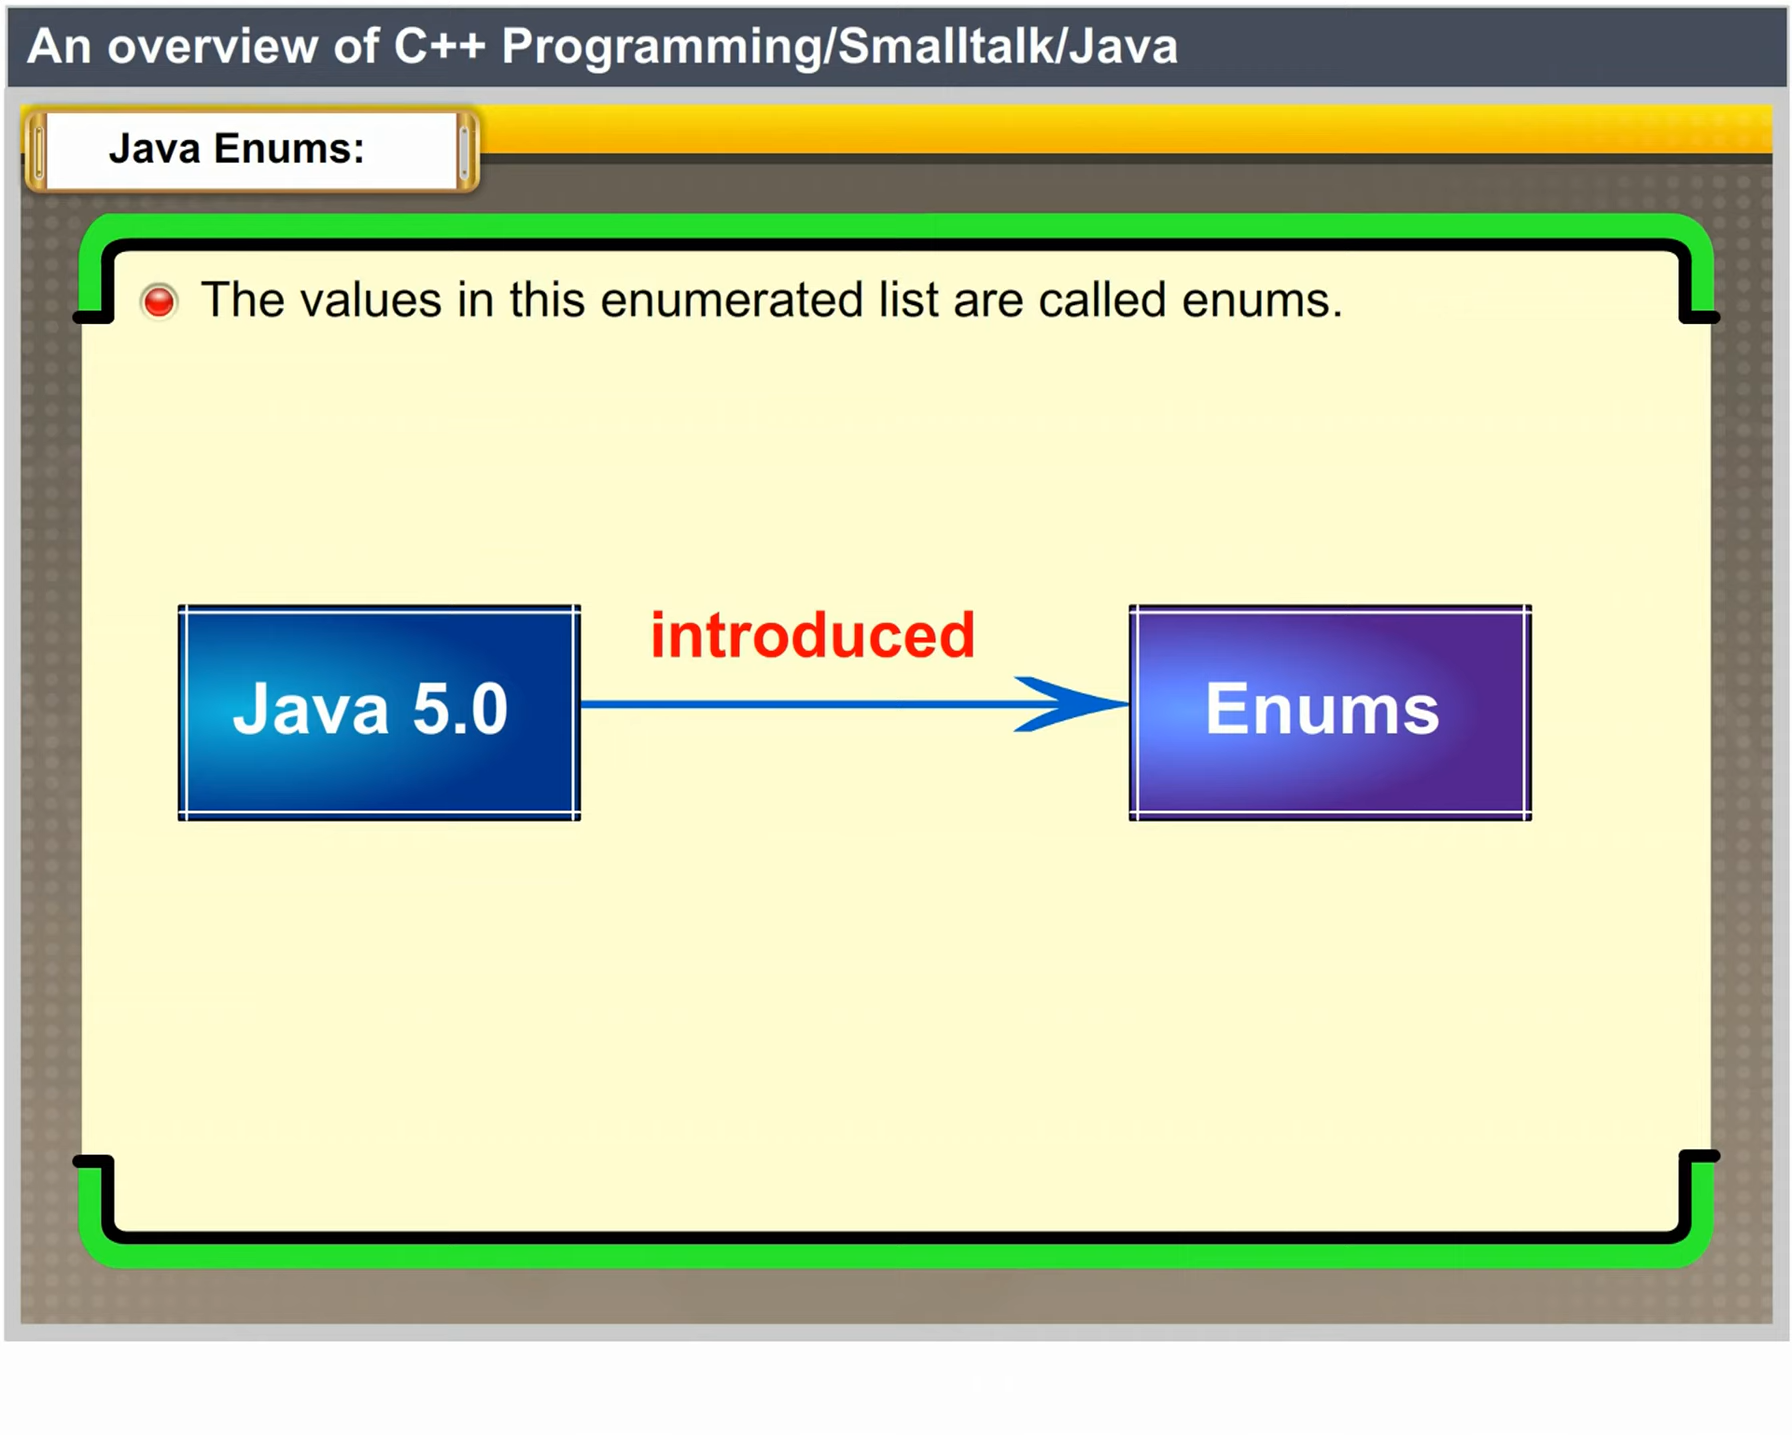 An overview of C++ Programming/Smalltalk/Java
Java Enums:
The values in this enumerated list are called enums.
introduced
Java 5.0
Enums